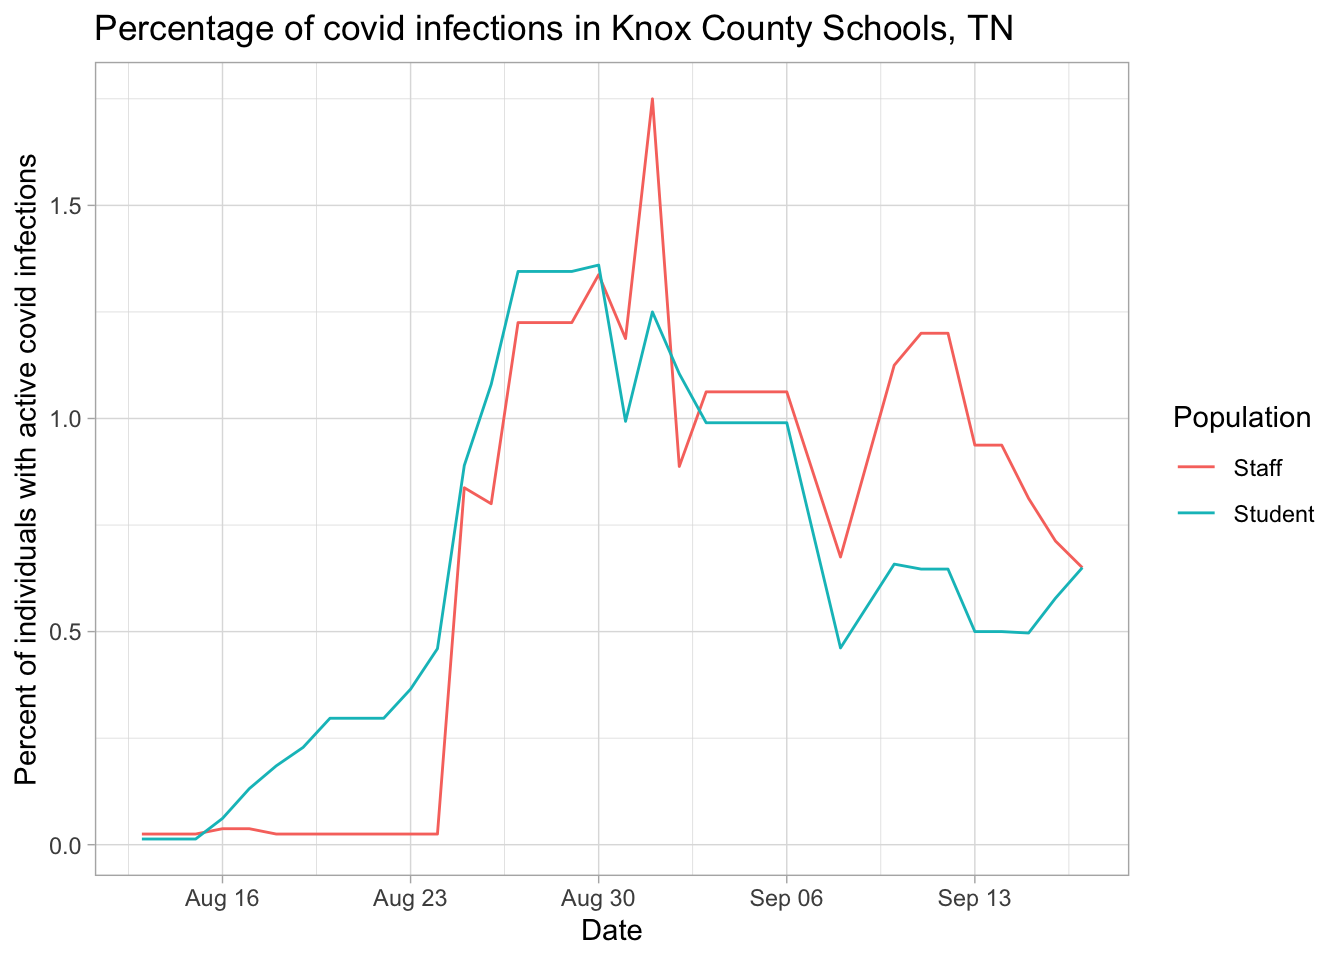 Percentage of covid infections in Knox County Schools, TN
Percent of individuals with active covid infections
1.5
1.0
0.5
0.0
Aug 16
Aug 23
Aug 30
Sep 06
Sep 13
Date
Population
Staff
Student